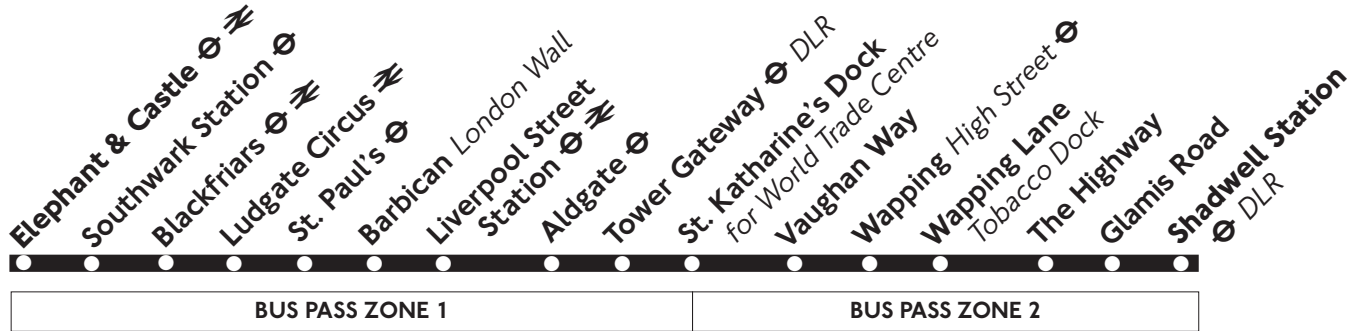 Elephant & Castle
Southwark Station
Blackfriars
Ludgate Circus
St. Paul's
Barbican London Wall
Liverpool Street
Station
Aldgate
Tower Gateway DLR
St. Katharine's Dock
for World Trade Centre
Vaughan Way
Wapping High Street
Wapping Lane
Tobacco Dock
The Highway
Glamis Road
Shadwell Station
DLR
BUS PASS ZONE 1
BUS PASS ZONE 2